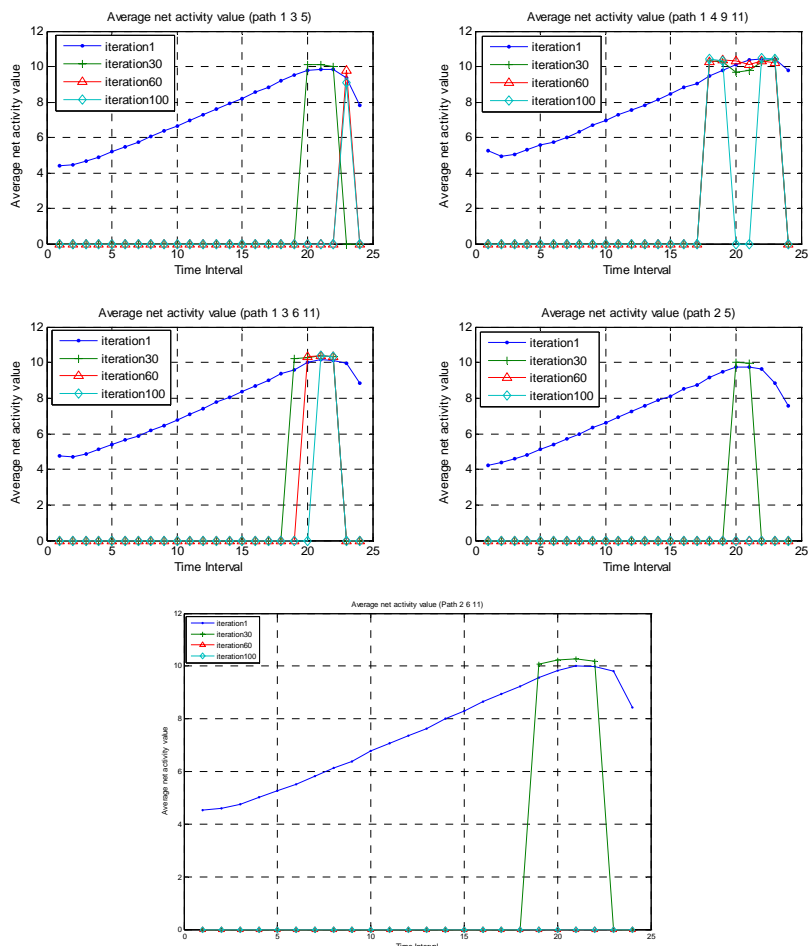 Average net activity value (path 1 3 5)
Average net activity value
12
10
8
6
4
2
0
iteration1
iteration30
iteration60
iteration100
0 5 10 15 20 25
Time Interval
Average net activity value (path 1 4 9 11)
Average net activity value
12
10
8
6
4
2
0
iteration1
iteration30
iteration60
iteration100
0 5 10 15 20 25
Time Interval
Average net activity value (path 1 3 6 11)
Average net activity value
12
10
8
6
4
2
0
iteration1
iteration30
iteration60
iteration100
0 5 10 15 20 25
Time Interval
Average net activity value (path 2 5)
Average net activity value
12
10
8
6
4
2
0
iteration1
iteration30
iteration60
iteration100
0 5 10 15 20 25
Time Interval
Average net activity value (Path 2 6 11)
Average net activity value
12
10
8
6
4
2
0
iteration1
iteration30
iteration60
iteration100
0 5 10 15 20 25
Time Interval